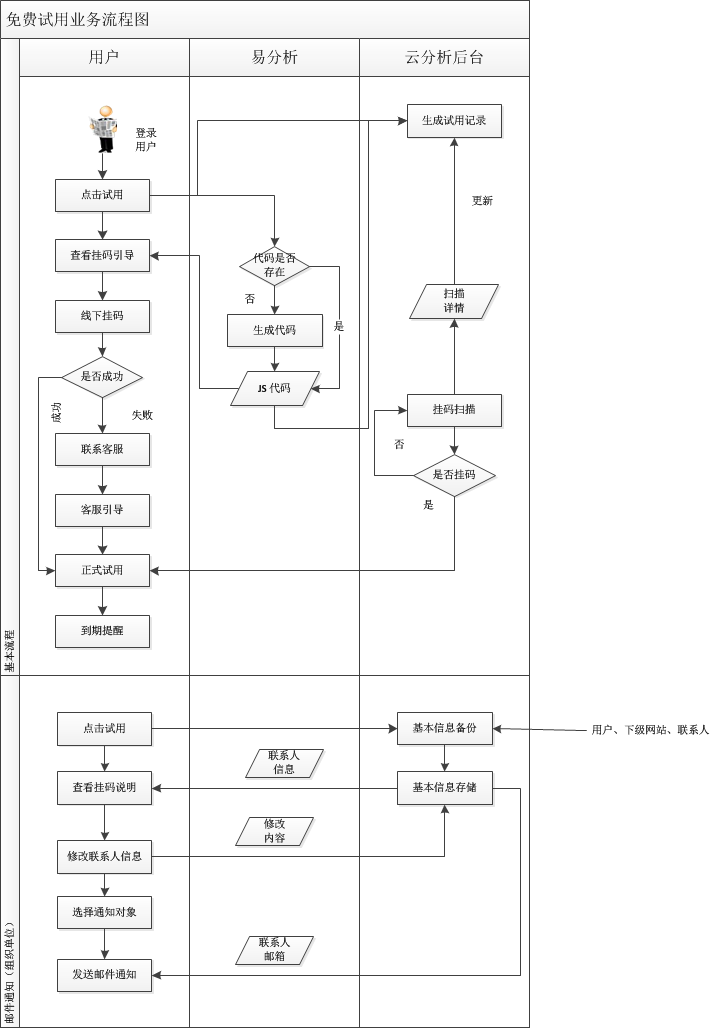 免费试用业务流程图
用户
易分析
云分析后台
登录
用户
生成试用记录
点击试用
更新
查看挂码引导
代码是否
存在
扫描
详情
否
线下挂码
生成代码
是
是否成功
JS 代码
成功
失败
挂码扫描
联系客服
否
是否挂码
是
客服引导
正式试用
到期提醒
基本流程
点击试用
基本信息备份
用户、下级网站、联系人
联系人
信息
查看挂码说明
基本信息存储
修改
内容
修改联系人信息
选择通知对象
联系人
邮箱
发送邮件通知
邮件通知（组织单位）